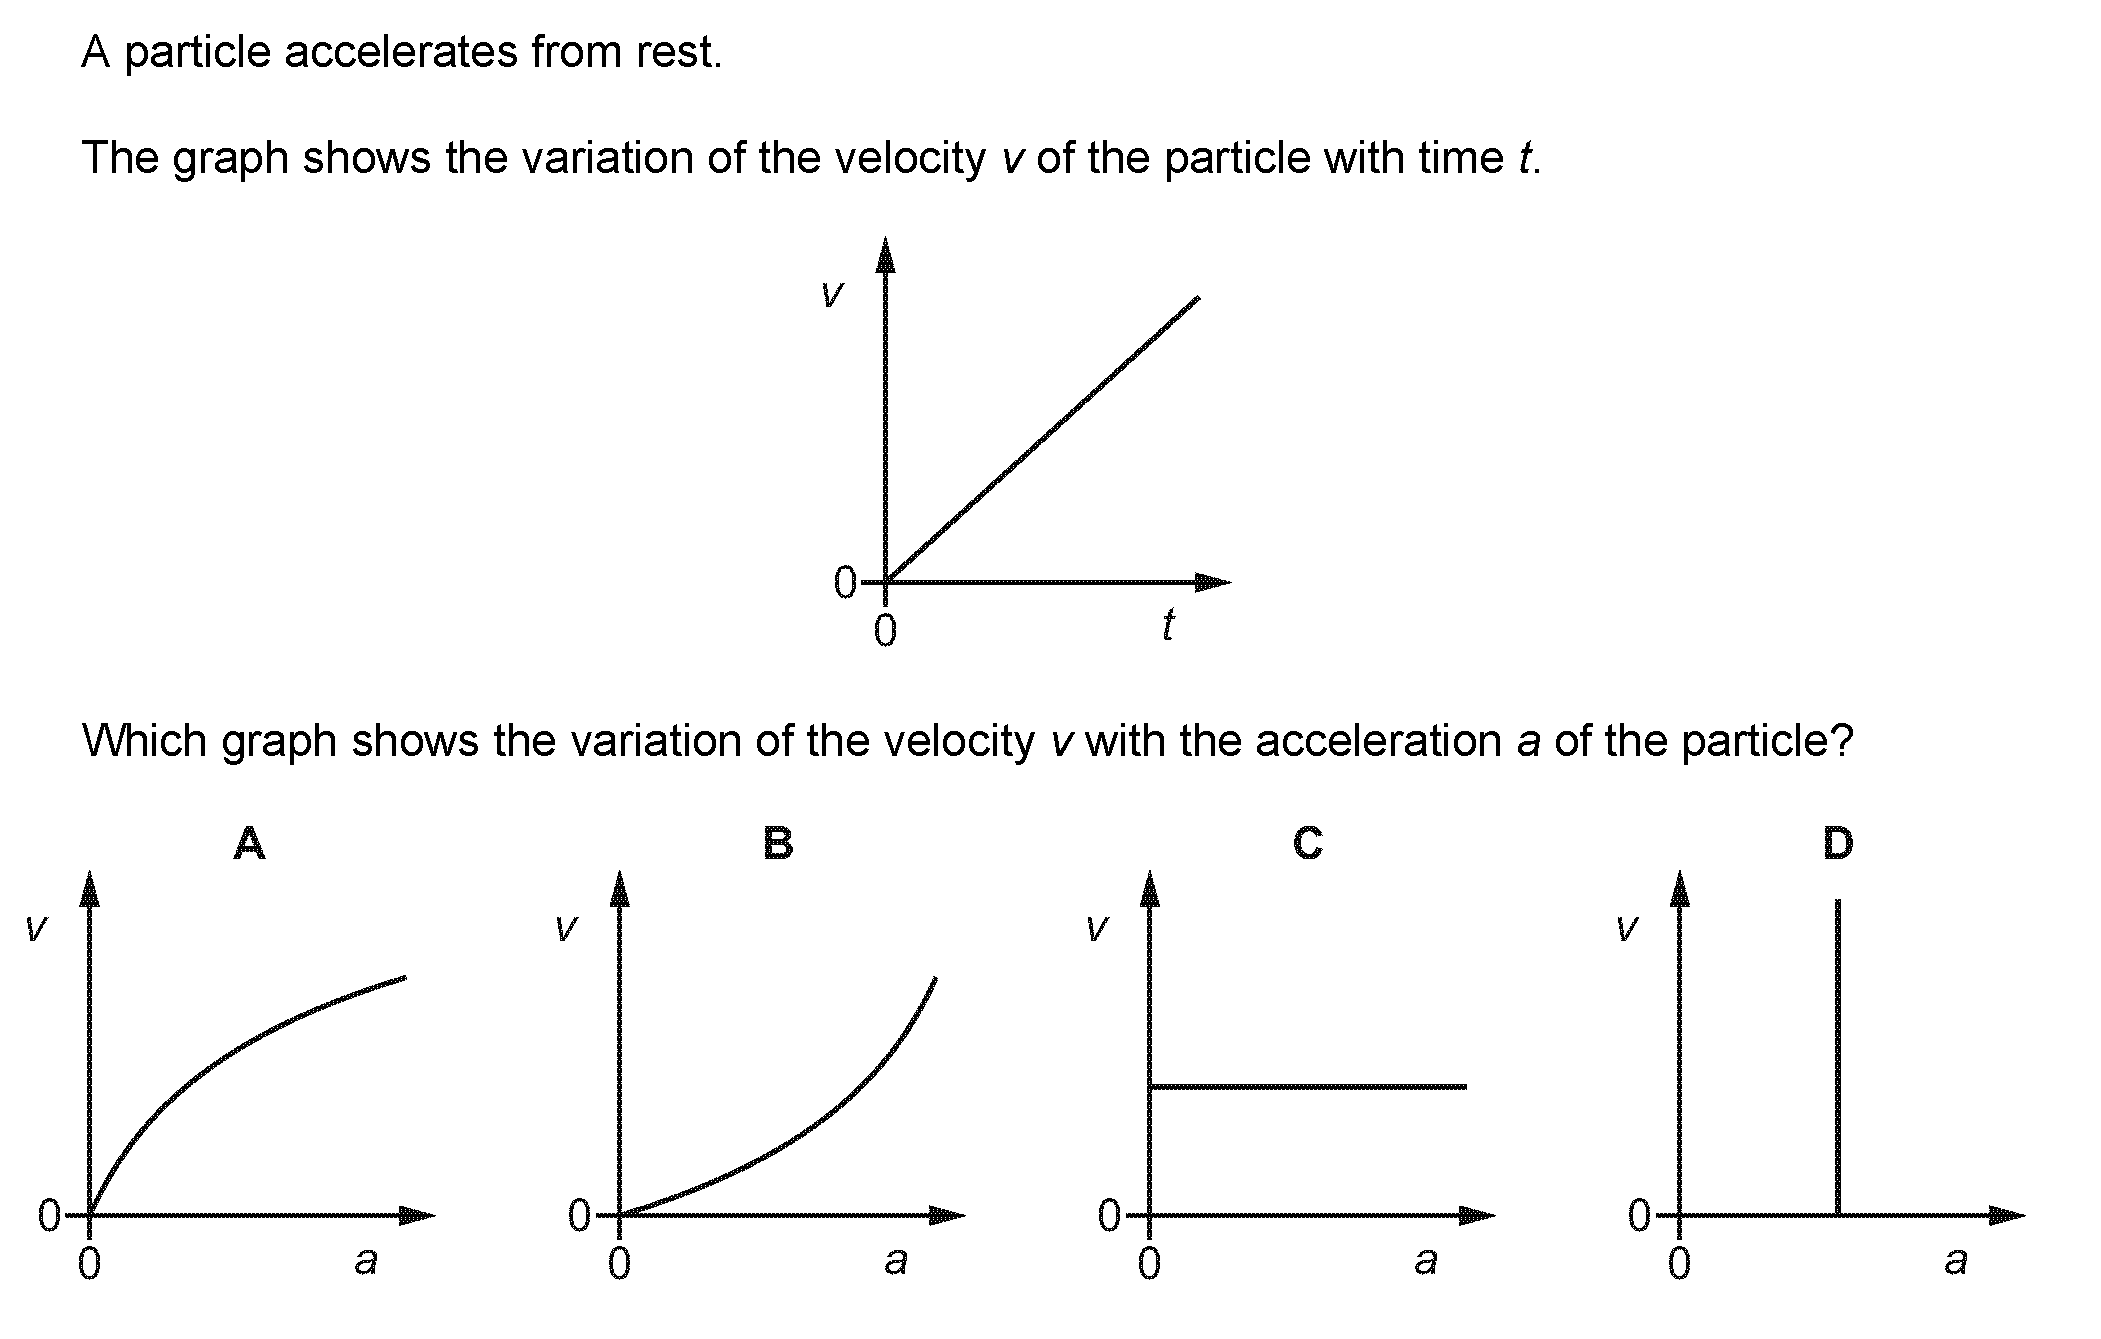 A particle accelerates from rest.
The graph shows the variation of the velocity v of the particle with time t.
v
0
0
t
Which graph shows the variation of the velocity v with the acceleration a of the particle?
A
B
C
D
v
v
v
v
0
0
0
0
0 a
0 a
0 a
0 a